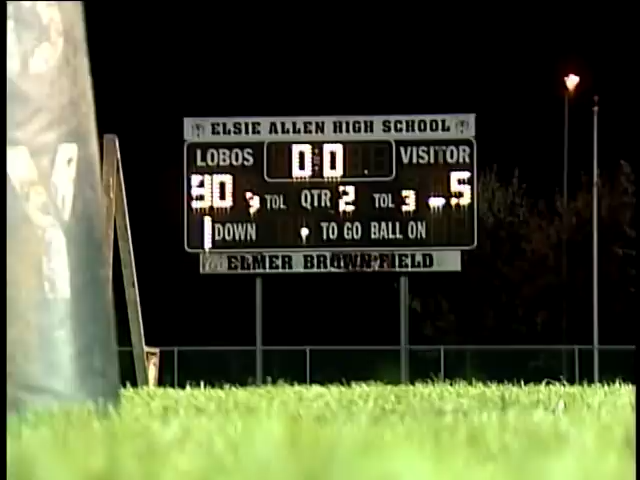 ELSIE ALLEN HIGH SCHOOL
LOBOS 0:0 VISITOR
90 TOL QTR 2 TOL 3 5
1 DOWN TO GO BALL ON
ELMER BROWN FIELD